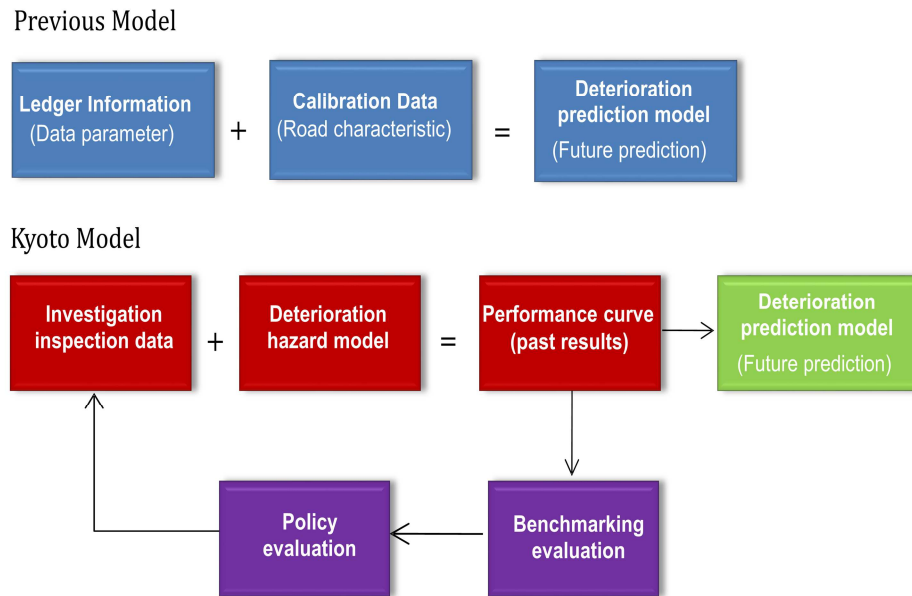 Previous Model
Ledger Information
(Data parameter)
+
Calibration Data
(Road characteristic)
=
Deterioration
prediction model
(Future prediction)
Kyoto Model
Investigation
inspection data
+
Deterioration
hazard model
=
Performance curve
(past results)
Deterioration
prediction model
(Future prediction)
Policy
evaluation
Benchmarking
evaluation